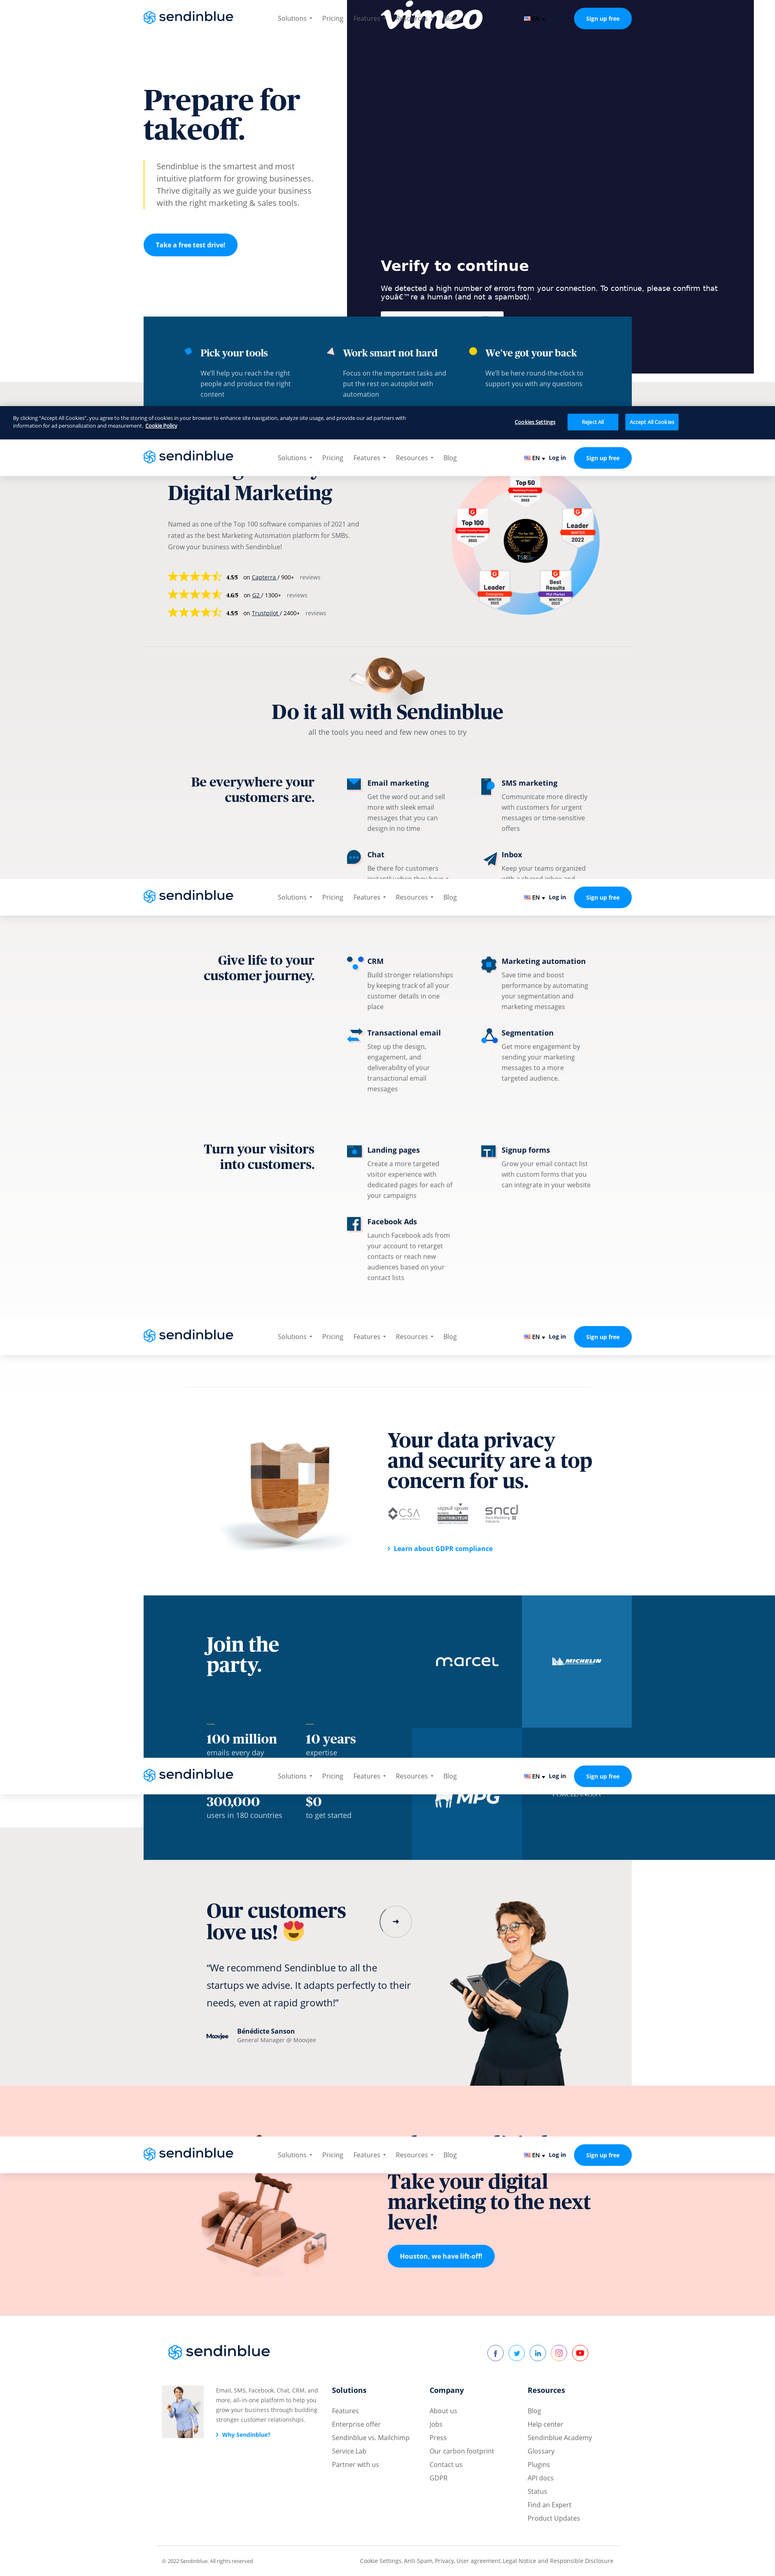 sendinblue Solutions Pricing Features Resources Blog EN Sign up free
vimeo
Prepare for
takeoff.
Sendinblue is the smartest and most
intuitive platform for growing businesses.
Thrive digitally as we guide your business
with the right marketing & sales tools.
Take a free test drive!
Verify to continue
We detected a high number of errors from your connection. To continue, please confirm that
youâ€™re a human (and not a spambot).
Pick your tools
We'll help you reach the right
people and produce the right
content
Work smart not hard
Focus on the important tasks and
put the rest on autopilot with
automation
We've got your back
We'll be here round-the-clock to
support you with any questions
By clicking "Accept All Cookies", you agree to the storing of cookies in your browser to enhance site navigation, analyze site usage, and provide our ad partners with
information for ad personalization and measurement. Cookie Policy
Cookies Settings Reject All Accept All Cookies
sendinblue Solutions Pricing Features Resources Blog EN Log in Sign up free
Digital Marketing
Named as one of the Top 100 software companies of 2021 and
rated as the best Marketing Automation platform for SMBs.
Grow your business with Sendinblue!
4.5/5 on Capterra / 900+ reviews
4.6/5 on G2 / 1300+ reviews
4.5/5 on Trustpilot / 2400+ reviews
Top 50
Top 100
2022
Leader
WINTER
2022
Leader
Enterprise
WINTER
2022
Best
Results
Mid-Market
WINTER
2022
Do it all with Sendinblue
all the tools you need and few new ones to try
Be everywhere your
customers are.
Email marketing
Get the word out and sell
more with sleek email
messages that you can
design in no time
SMS marketing
Communicate more directly
with customers for urgent
messages or time-sensitive
offers
Chat
Be there for customers
Inbox
Keep your teams organized
sendinblue Solutions Pricing Features Resources Blog EN Log in Sign up free
Give life to your
customer journey.
CRM
Build stronger relationships
by keeping track of all your
customer details in one
place
Marketing automation
Save time and boost
performance by automating
your segmentation and
marketing messages
Transactional email
Step up the design,
engagement, and
deliverability of your
transactional email
messages
Segmentation
Get more engagement by
sending your marketing
messages to a more
targeted audience.
Turn your visitors
into customers.
Landing pages
Create a more targeted
visitor experience with
dedicated pages for each of
your campaigns
Signup forms
Grow your email contact list
with custom forms that you
can integrate in your website
Facebook Ads
Launch Facebook ads from
your account to retarget
contacts or reach new
audiences based on your
contact lists
sendinblue Solutions Pricing Features Resources Blog EN Log in Sign up free
Your data privacy
and security are a top
concern for us.
CSA signal spam CONTRIBUTEUR sncd
Learn about GDPR compliance
Join the
party.
marcel MICHELIN
100 million
emails every day
10 years
expertise
sendinblue Solutions Pricing Features Resources Blog EN Log in Sign up free
300,000
users in 180 countries
$0
to get started
MPG
Our customers
love us!
“We recommend Sendinblue to all the
startups we advise. It adapts perfectly to their
needs, even at rapid growth!”
Moovjee
Bénédicte Sanson
General Manager @ Moovjee
sendinblue Solutions Pricing Features Resources Blog EN Log in Sign up free
Take your digital
marketing to the next
level!
Houston, we have lift-off!
sendinblue
Email, SMS, Facebook, Chat, CRM, and
more, all-in-one platform to help you
grow your business through building
stronger customer relationships.
Why Sendinblue?
Solutions
Features
Enterprise offer
Sendinblue vs. Mailchimp
Service Lab
Partner with us
Company
About us
Jobs
Press
Our carbon footprint
Contact us
GDPR
Resources
Blog
Help center
Sendinblue Academy
Glossary
Plugins
API docs
Status
Find an Expert
Product Updates
© 2022 Sendinblue. All rights reserved
Cookie Settings, Anti-Spam, Privacy, User agreement, Legal Notice and Responsible Disclosure